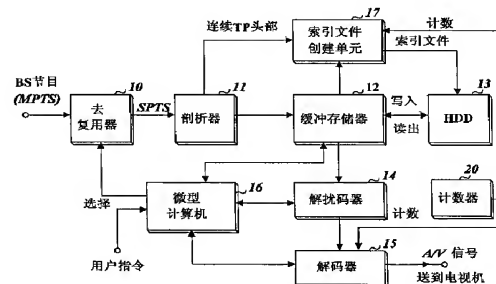 17
连续TP头部
索引文件
创建单元
计数
索引文件
BS节目
(MPTS)
10
去
复用器
SPTS
11
剖析器
12
缓冲存储器
写入
读出
13
HDD
选择
16
微型
计算机
14
解扰码器
计数
20
计数器
用户指令
15
解码器
A/V 信号
送到电视机